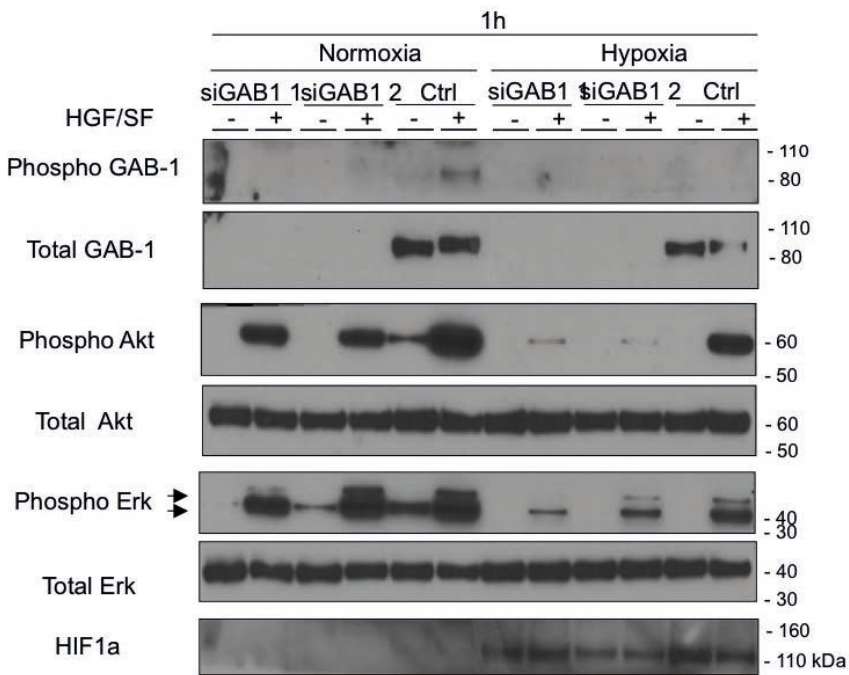 1h
Normoxia Hypoxia
siGAB1 1 siGAB1 2 Ctrl siGAB1 1 siGAB1 2 Ctrl
HGF/SF - + - + - + - + - + - +
Phospho GAB-1 - 110
- 80
Total GAB-1 - 110
- 80
Phospho Akt - 60
- 50
Total Akt - 60
- 50
Phospho Erk - 40
- 30
Total Erk - 40
- 30
HIF1a - 160
- 110 kDa